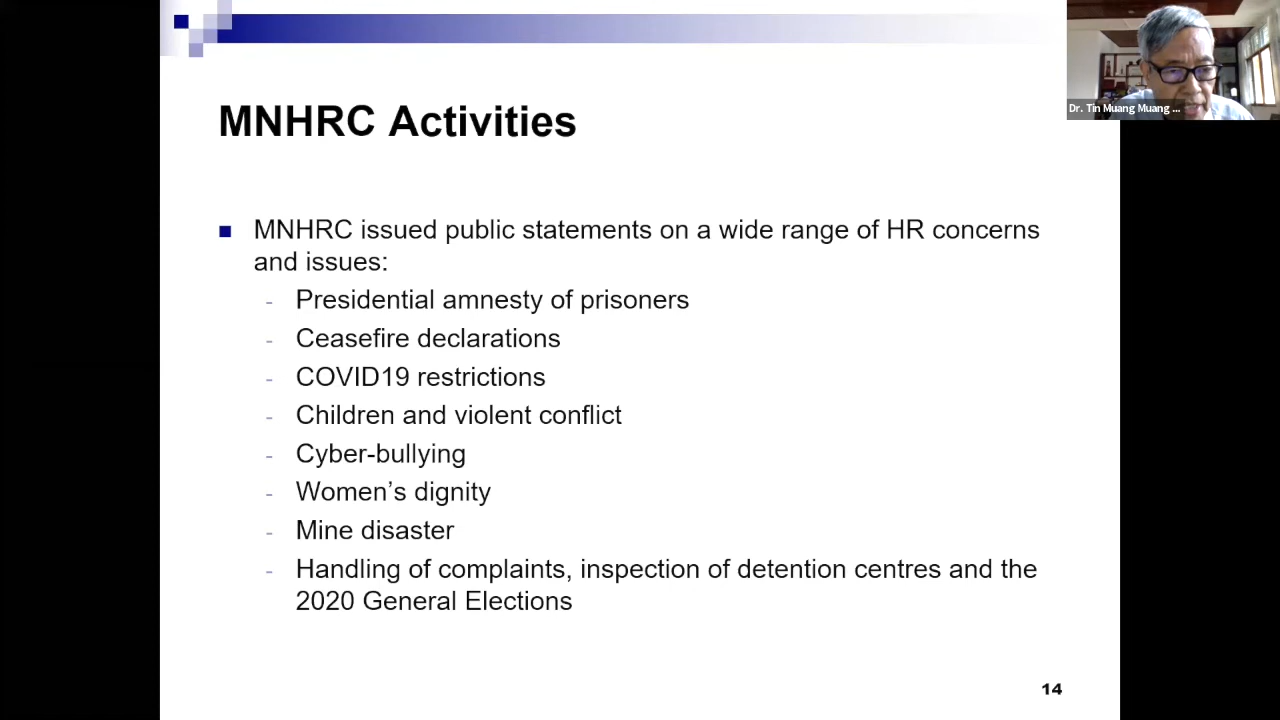 Dr. Tin Muang Muang ...
MNHRC Activities
MNHRC issued public statements on a wide range of HR concerns
and issues:
- Presidential amnesty of prisoners
- Ceasefire declarations
- COVID19 restrictions
- Children and violent conflict
- Cyber-bullying
- Women's dignity
- Mine disaster
- Handling of complaints, inspection of detention centres and the
2020 General Elections
14